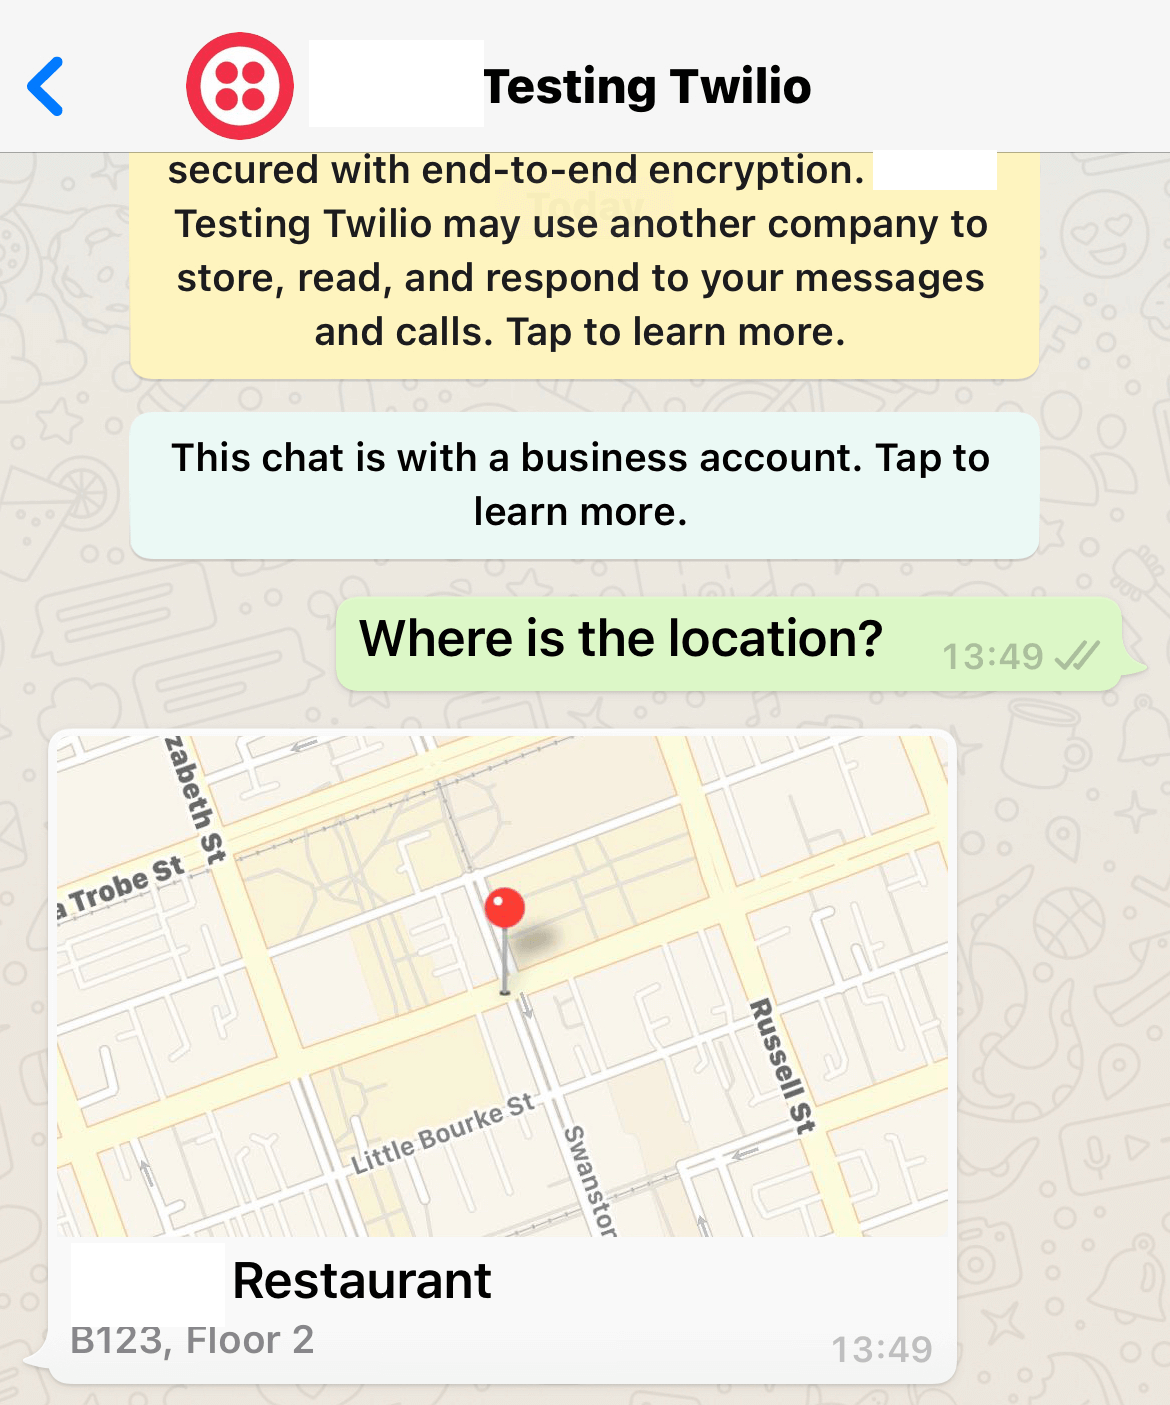 Testing Twilio
secured with end-to-end encryption.
Today
Testing Twilio may use another company to
store, read, and respond to your messages
and calls. Tap to learn more.
This chat is with a business account. Tap to
learn more.
Where is the location?
13:49
zabeth St
a Trobe St
Russell St
Little Bourke St
Swanston
Restaurant
B123, Floor 2
13:49